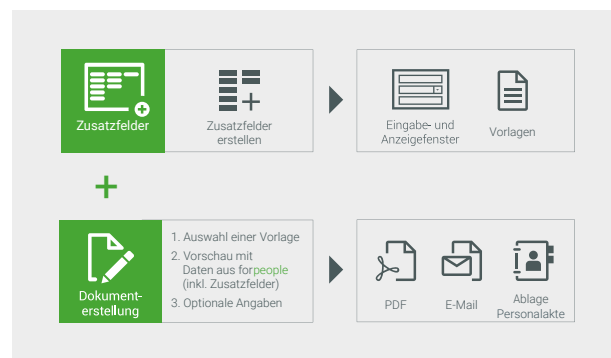 Zusatzfelder
Zusatzfelder
erstellen
Eingabe- und
Anzeigefenster
Vorlagen
Dokument-
erstellung
1. Auswahl einer Vorlage
2. Vorschau mit
Daten aus forpeople
(inkl. Zusatzfelder)
3. Optionale Angaben
PDF
E-Mail
Ablage
Personalakte